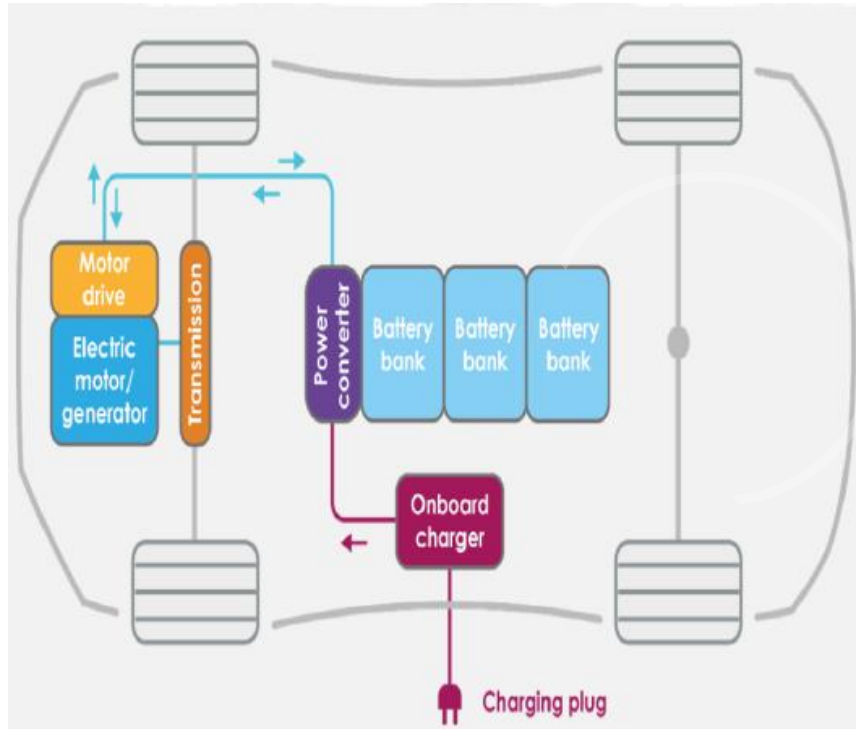 Motor
drive
Electric
motor/
generator
Transmission
Power
converter
Battery
bank
Battery
bank
Battery
bank
Onboard
charger
Charging plug